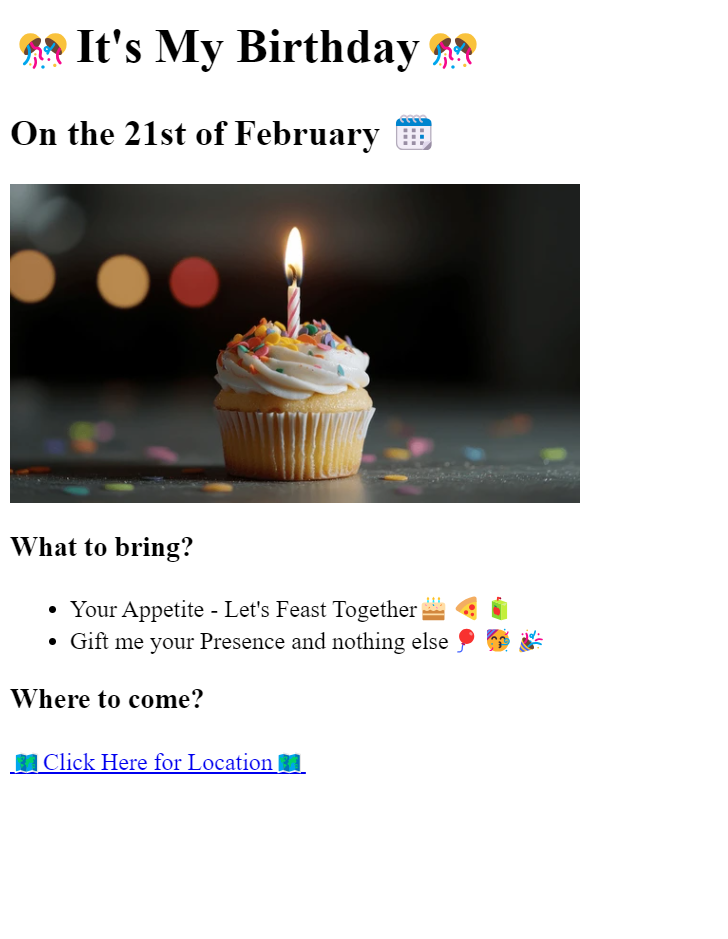 🎊 It's My Birthday 🎊
On the 21st of February 🗓️
What to bring?
• Your Appetite - Let's Feast Together 🎂 🍕 🧃
• Gift me your Presence and nothing else 🎈 🥳 🎉
Where to come?
🗺️ Click Here for Location 🗺️